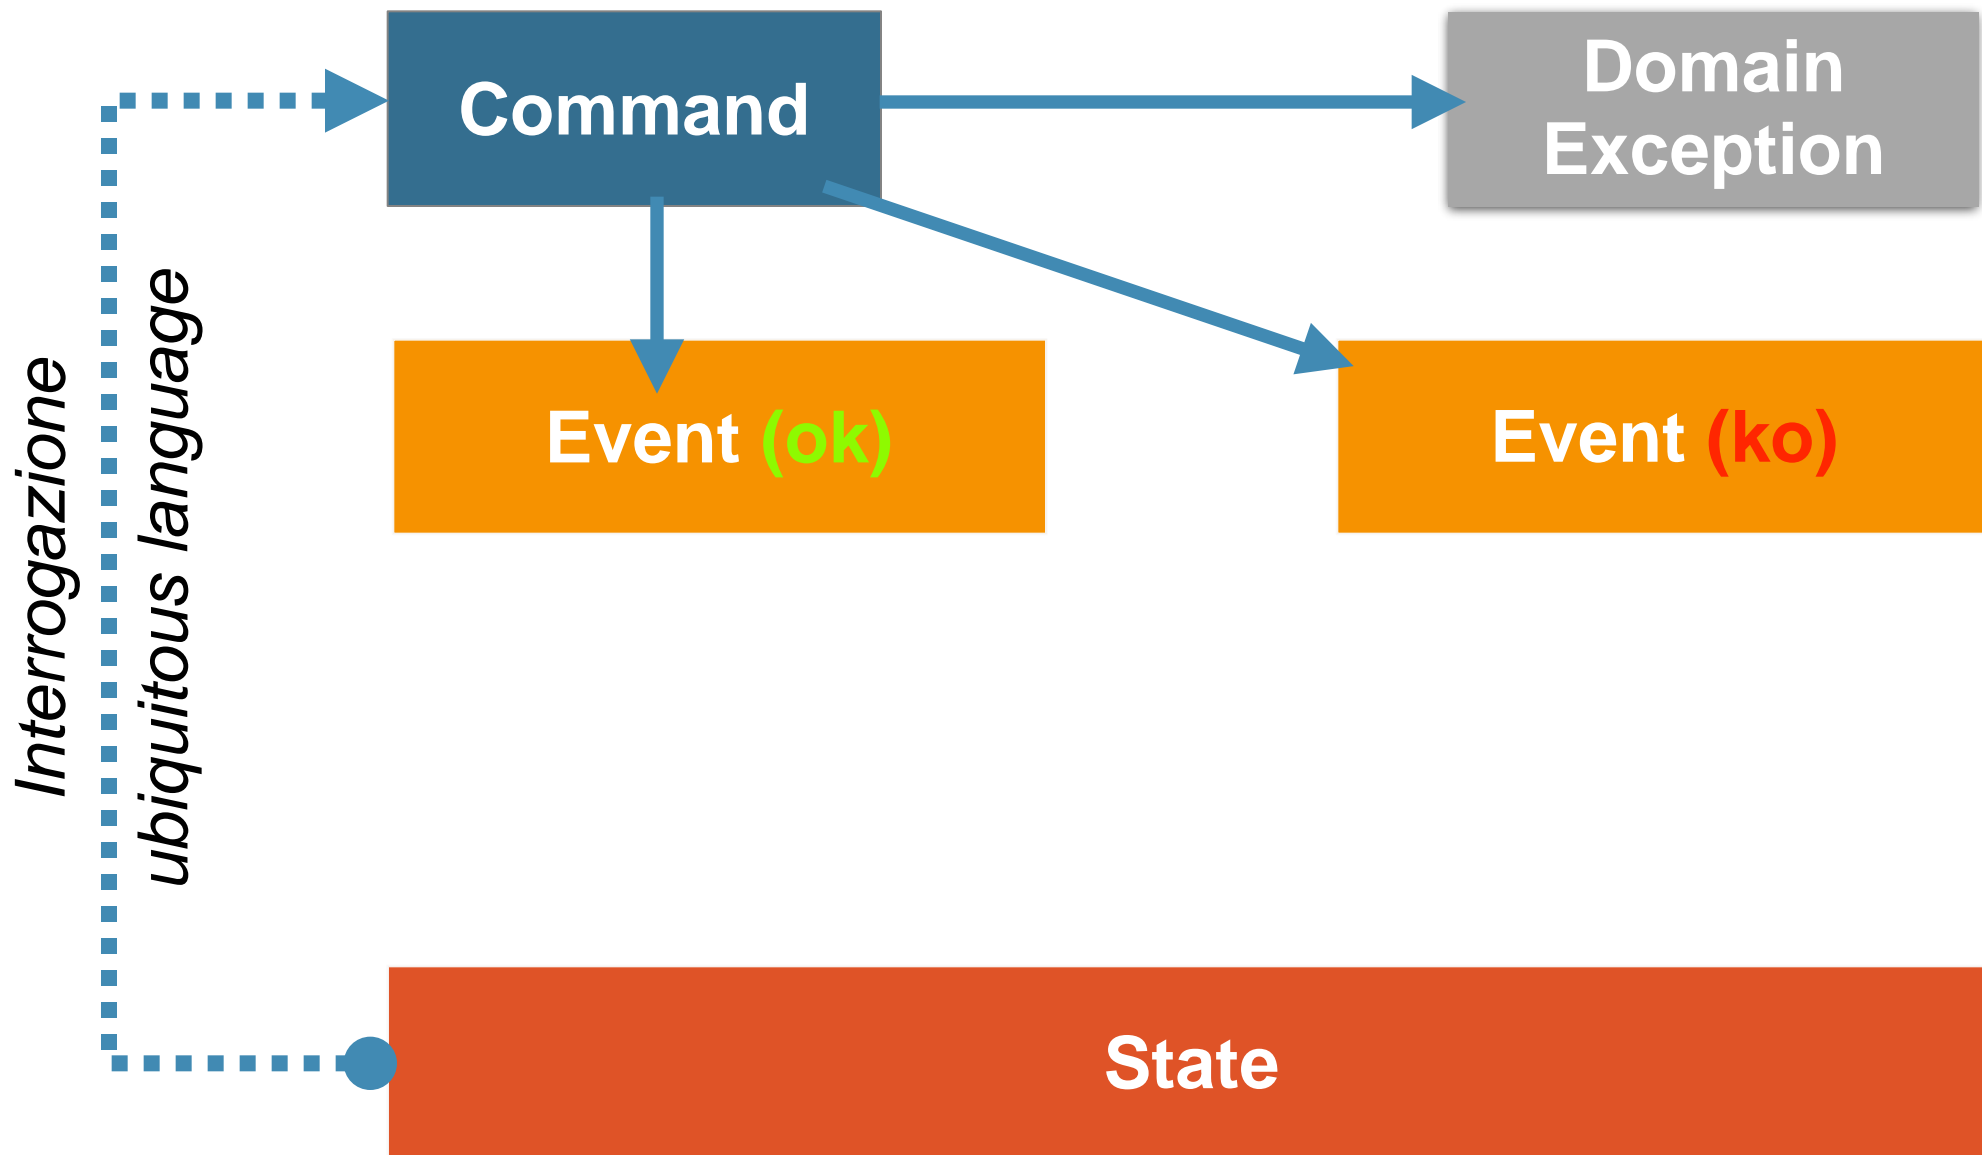 Command
Domain
Exception
Event (ok)
Event (ko)
Interrogazione
ubiquitous language
State